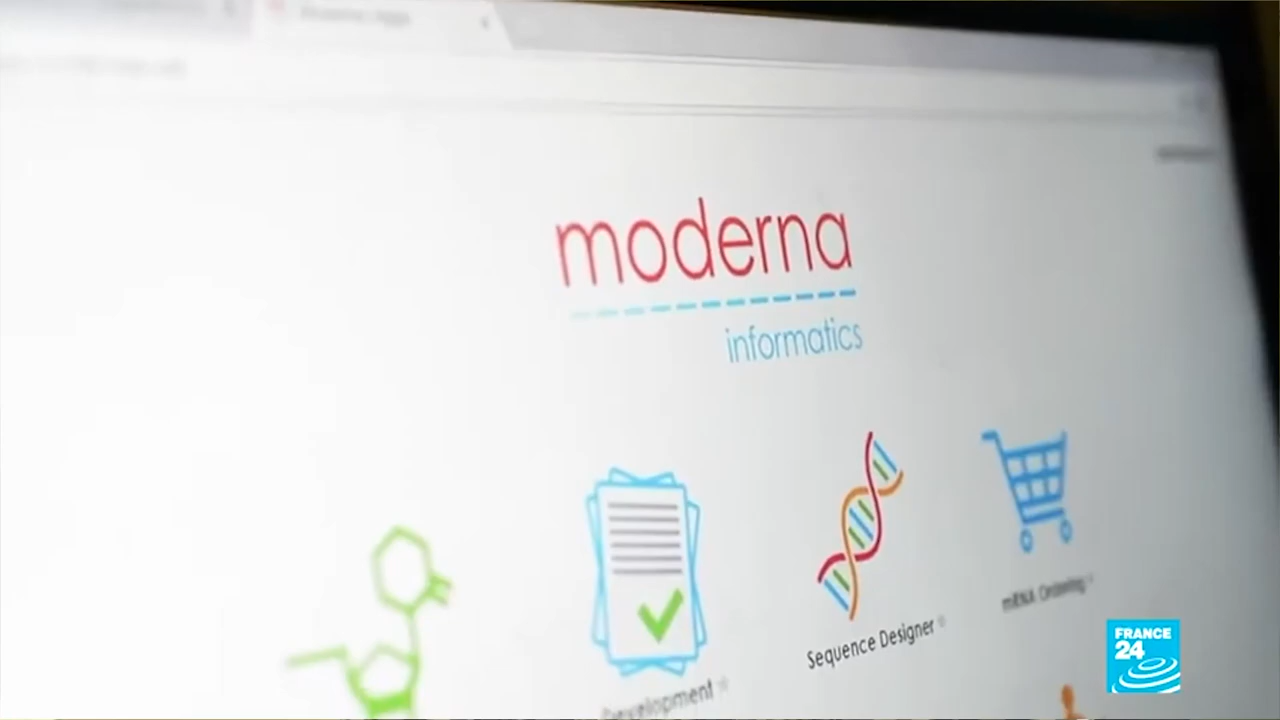 moderna
informatics
Sequence Designer
mRNA Ordering
Development
FRANCE
24